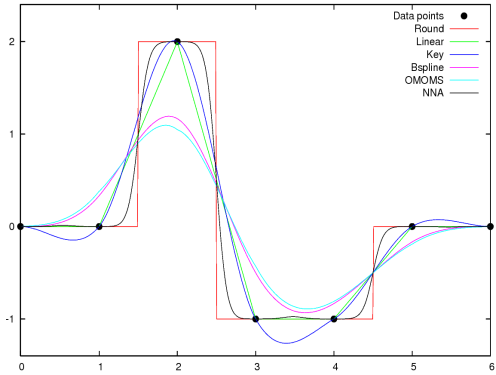 Data points
Round
Linear
Key
Bspline
OMOMS
NNA
2
1
0
-1
0 1 2 3 4 5 6